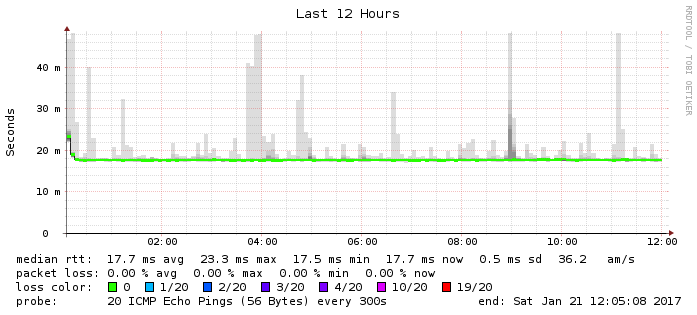 Last 12 Hours
RRDTOOL / TOBI OETIKER
Seconds
40 m
30 m
20 m
10 m
0
02:00 04:00 06:00 08:00 10:00 12:00
median rtt: 17.7 ms avg 23.3 ms max 17.5 ms min 17.7 ms now 0.5 ms sd 36.2 am/s
packet loss: 0.00 % avg 0.00 % max 0.00 % min 0.00 % now
loss color: 0 1/20 2/20 3/20 4/20 10/20 19/20
probe: 20 ICMP Echo Pings (56 Bytes) every 300s end: Sat Jan 21 12:05:08 2017